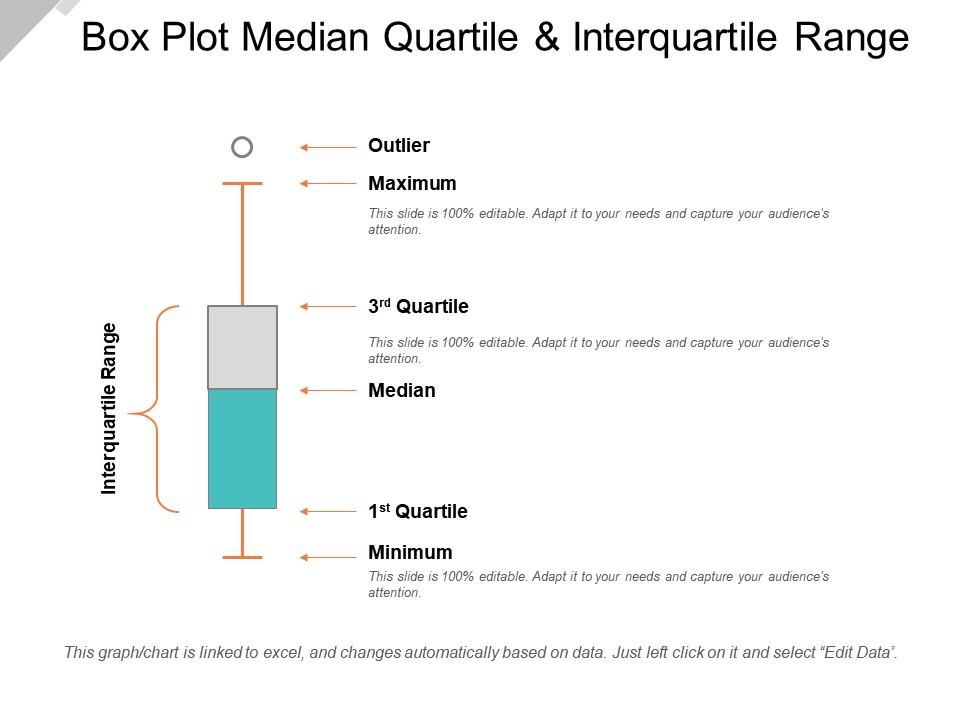 Box Plot Median Quartile & Interquartile Range
Outlier
Maximum
This slide is 100% editable. Adapt it to your needs and capture your audience's
attention.
3rd Quartile
This slide is 100% editable. Adapt it to your needs and capture your audience's
attention.
Median
Interquartile Range
1st Quartile
Minimum
This slide is 100% editable. Adapt it to your needs and capture your audience's
attention.
This graph/chart is linked to excel, and changes automatically based on data. Just left click on it and select “Edit Data”.